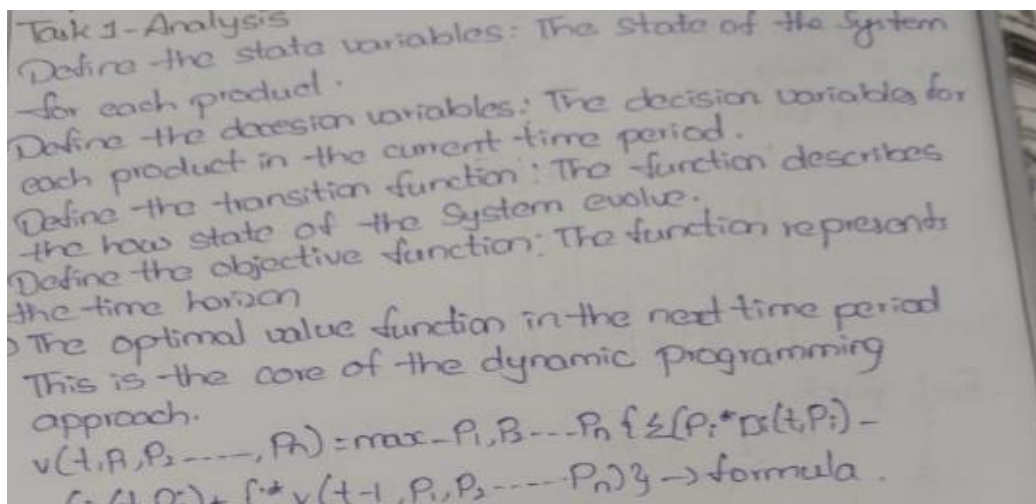 Task 1 - Analysis
Define the state variables: The state of the System
for each product.
Define the docesion variables: The decision variables for
each product in the current time period.
Define the transition function: The function describes
the how state of the System evolve.
Define the objective function: The function represents
the time horizon
The optimal value function in the next time period
This is the core of the dynamic programming
approach.
v(t,P₁,P₂-----,Pn)=max-P₁,P₂---Pn{Σ(Pi*Di(t,Pi)-
v(t-1,P₁,P₂-----Pn)}→formula.